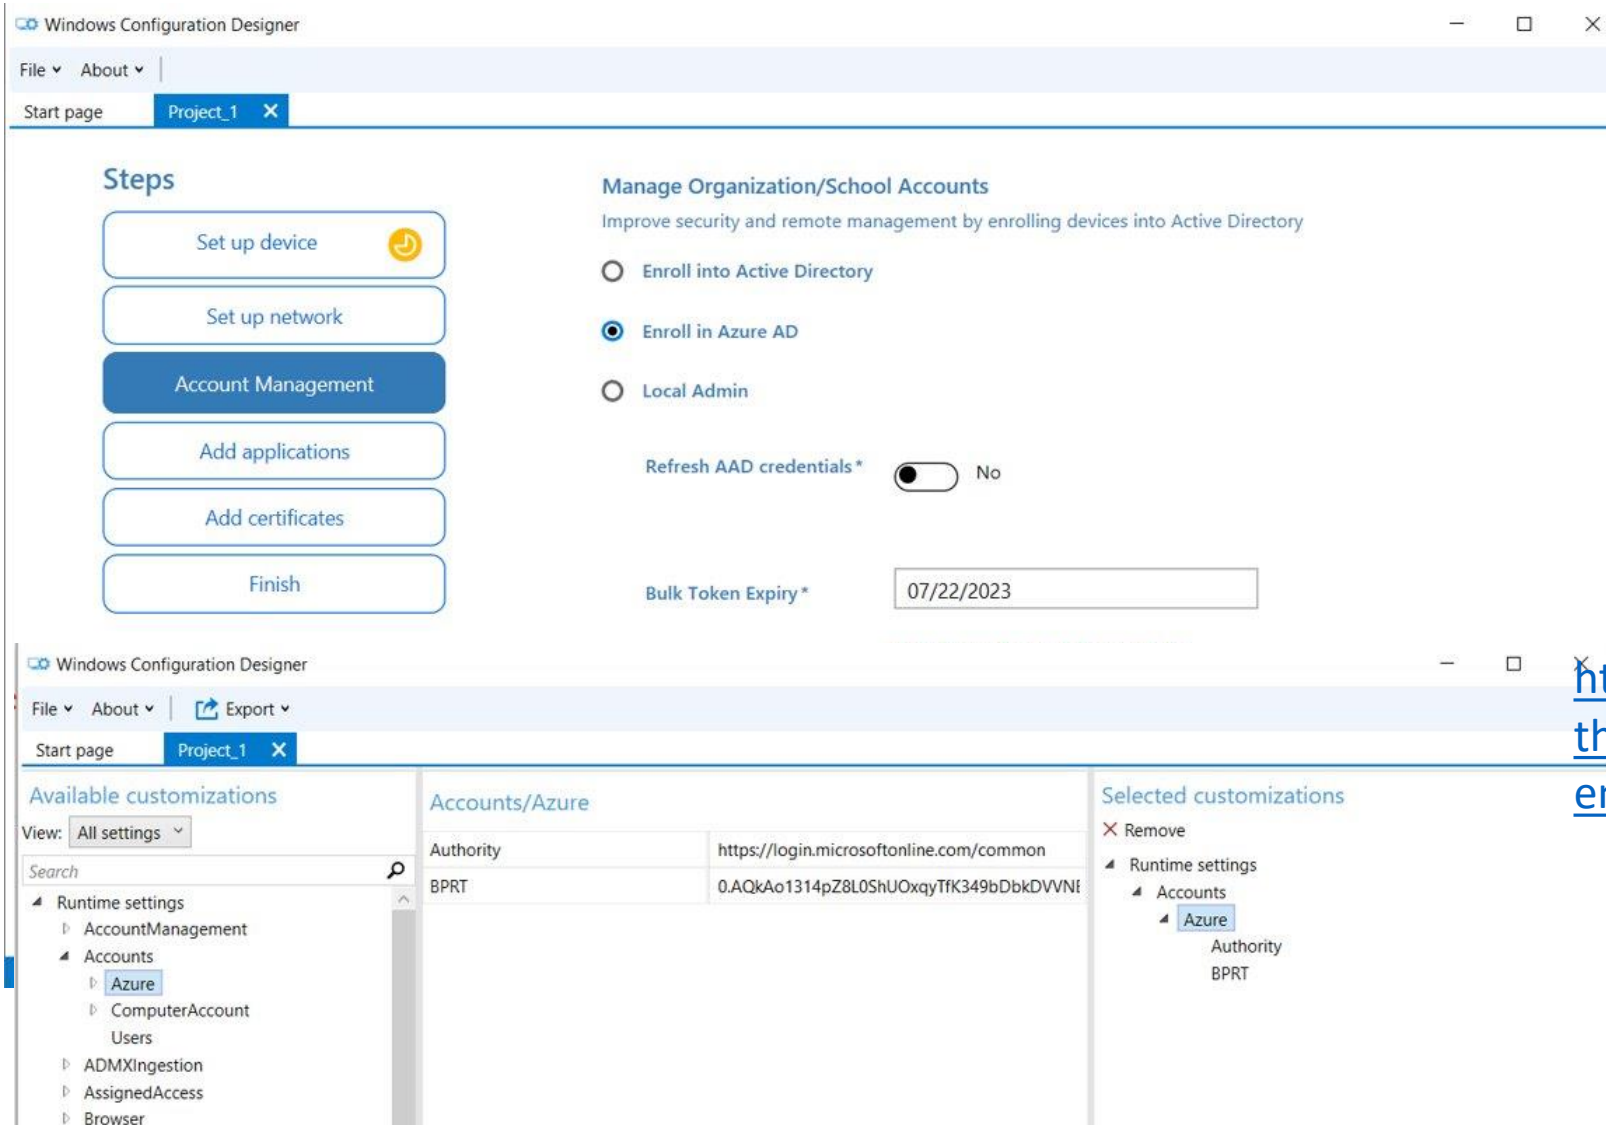 Windows Configuration Designer
File About
Start page Project_1
Steps
Set up device
Set up network
Account Management
Add applications
Add certificates
Finish
Manage Organization/School Accounts
Improve security and remote management by enrolling devices into Active Directory
Enroll into Active Directory
Enroll in Azure AD
Local Admin
Refresh AAD credentials* No
Bulk Token Expiry* 07/22/2023
Windows Configuration Designer
File About Export
Start page Project_1
Available customizations
View: All settings
Search
Runtime settings
AccountManagement
Accounts
Azure
ComputerAccount
Users
ADMXIngestion
AssignedAccess
Browser
Accounts/Azure
Authority https://login.microsoftonline.com/common
BPRT
Selected customizations
Remove
Runtime settings
Accounts
Azure
Authority
BPRT